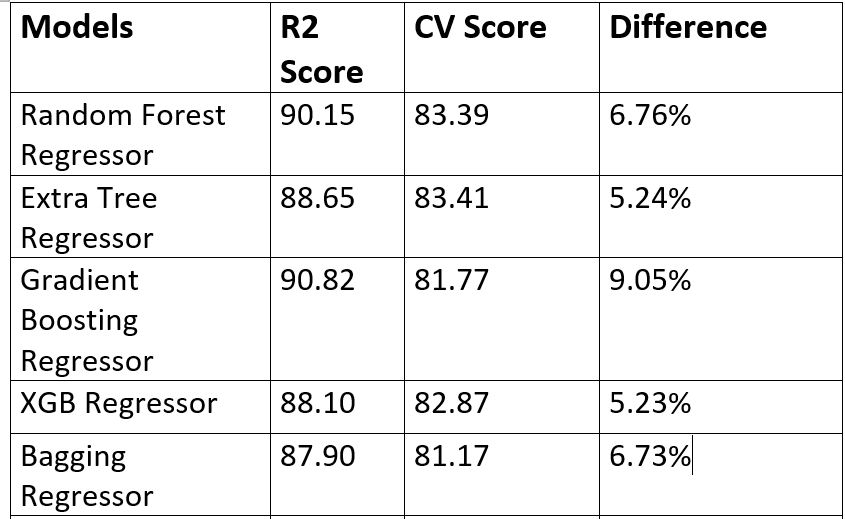 Models R2 Score CV Score Difference
Random Forest Regressor 90.15 83.39 6.76%
Extra Tree Regressor 88.65 83.41 5.24%
Gradient Boosting Regressor 90.82 81.77 9.05%
XGB Regressor 88.10 82.87 5.23%
Bagging Regressor 87.90 81.17 6.73%